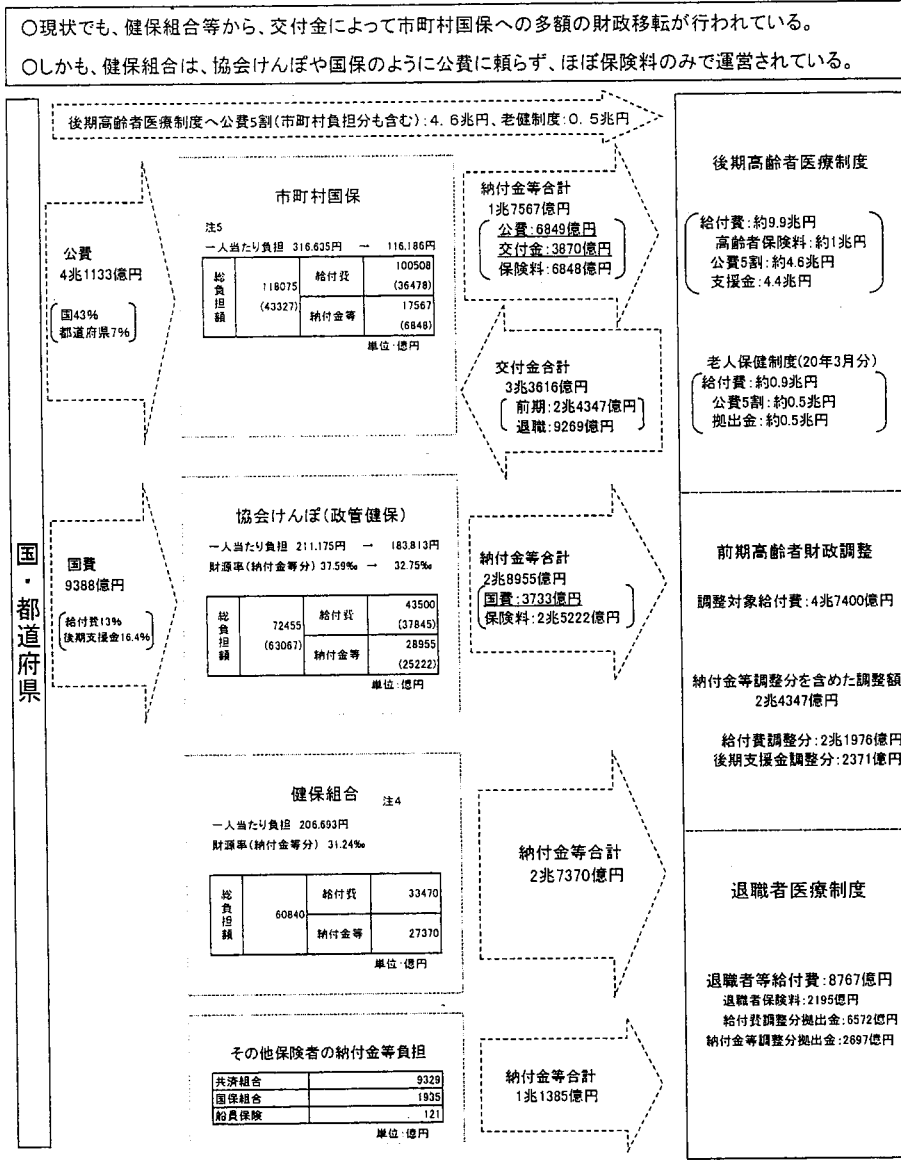 ○現状でも、健保組合等から、交付金によって市町村国保への多額の財政移転が行われている。
○しかも、健保組合は、協会けんぽや国保のように公費に頼らず、ほぼ保険料のみで運営されている。
国・都道府県
後期高齢者医療制度へ公費5割(市町村負担分も含む):4.6兆円、老健制度:0.5兆円
公費
4兆1133億円
国43%
都道府県7%
市町村国保
注5
一人当たり負担 316.635円 → 116.186円
総負担額
118075
(43327)
給付費
100508
(36478)
納付金等
17567
(6848)
単位:億円
納付金等合計
1兆7567億円
公費:6849億円
交付金:3870億円
保険料:6848億円
交付金合計
3兆3616億円
前期:2兆4347億円
退職:9269億円
後期高齢者医療制度
給付費:約9.9兆円
高齢者保険料:約1兆円
公費5割:約4.6兆円
支援金:4.4兆円
老人保健制度(20年3月分)
給付費:約0.9兆円
公費5割:約0.5兆円
拠出金:約0.5兆円
国費
9388億円
給付費13%
後期支援金16.4%
協会けんぽ(政管健保)
一人当たり負担 211.175円 → 183.813円
財源率(納付金等分) 37.59‰ → 32.75‰
総負担額
72455
(63067)
給付費
43500
(37845)
納付金等
28955
(25222)
単位:億円
納付金等合計
2兆8955億円
国費:3733億円
保険料:2兆5222億円
前期高齢者財政調整
調整対象給付費:4兆7400億円
納付金等調整分を含めた調整額
2兆4347億円
給付費調整分:2兆1976億円
後期支援金調整分:2371億円
健保組合 注4
一人当たり負担 206.693円
財源率(納付金等分) 31.24‰
総負担額
60840
給付費
33470
納付金等
27370
単位:億円
納付金等合計
2兆7370億円
退職者医療制度
退職者等給付費:8767億円
退職者保険料:2195億円
給付費調整分拠出金:6572億円
納付金等調整分拠出金:2697億円
その他保険者の納付金等負担
共済組合 9329
国保組合 1935
船員保険 121
単位:億円
納付金等合計
1兆1385億円